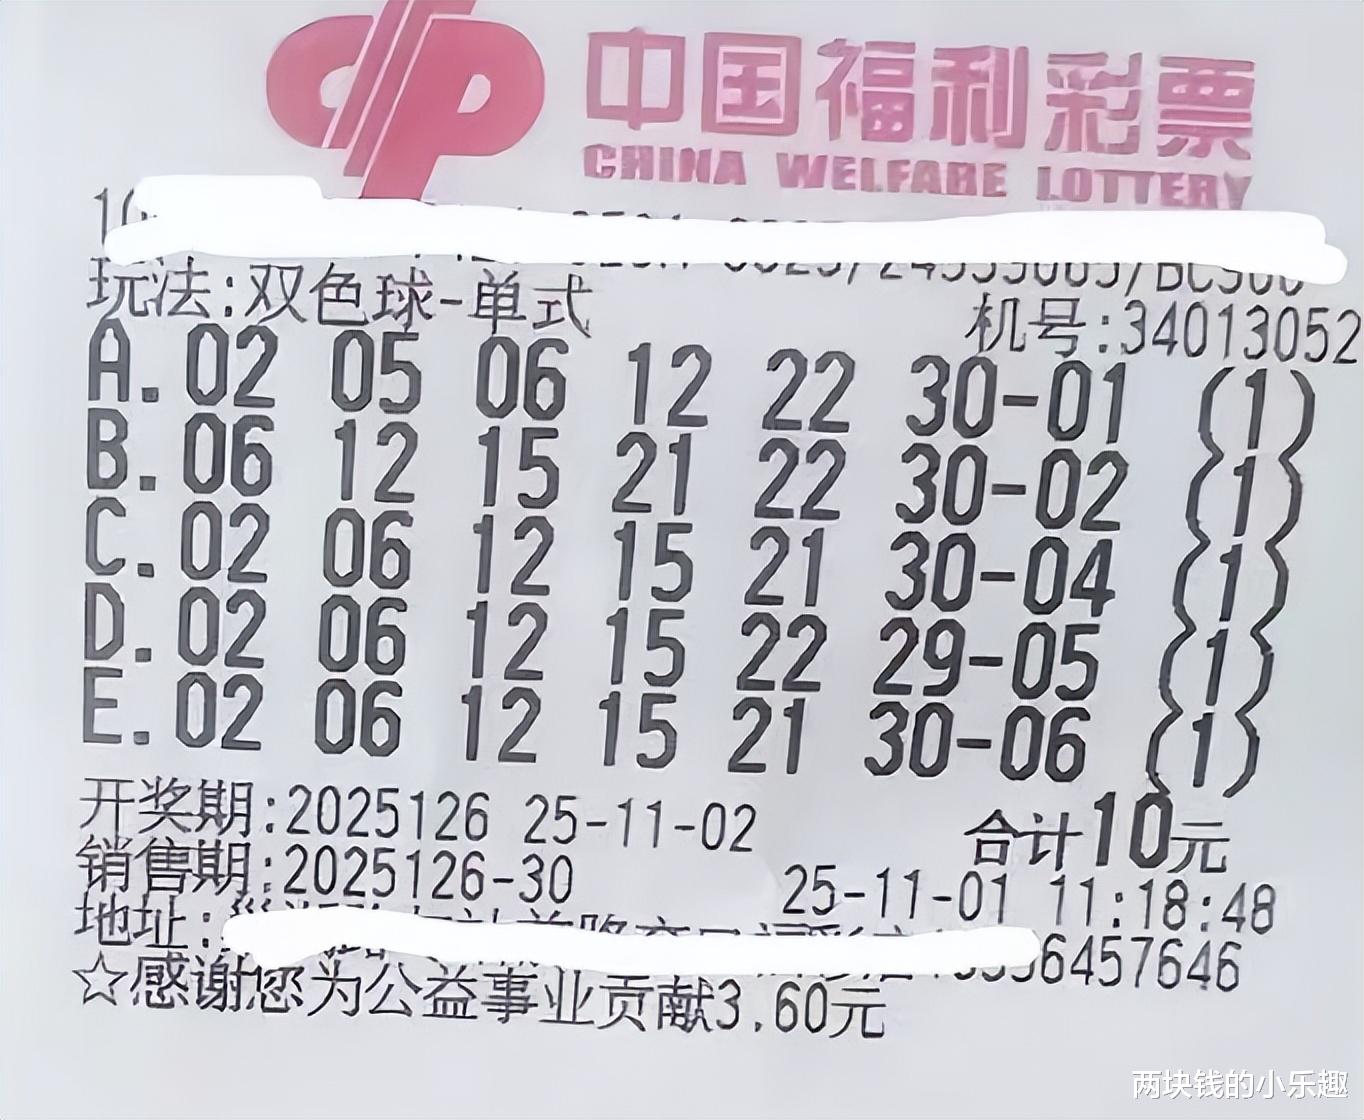 中国福利彩票
CHINA WELFARE LOTTERY
玩法:双色球-单式
机号:34013052
A. 02 05 06 12 22 30-01 (1)
B. 06 12 15 21 22 30-02 (1)
C. 02 06 12 15 21 30-04 (1)
D. 02 06 12 15 22 29-05 (1)
E. 02 06 12 15 21 30-06 (1)
开奖期:2025126 25-11-02 合计10元
销售期:2025126-30 25-11-01 11:18:48
地址: 6457646
☆感谢您为公益事业贡献3.60元
两块钱的小乐趣